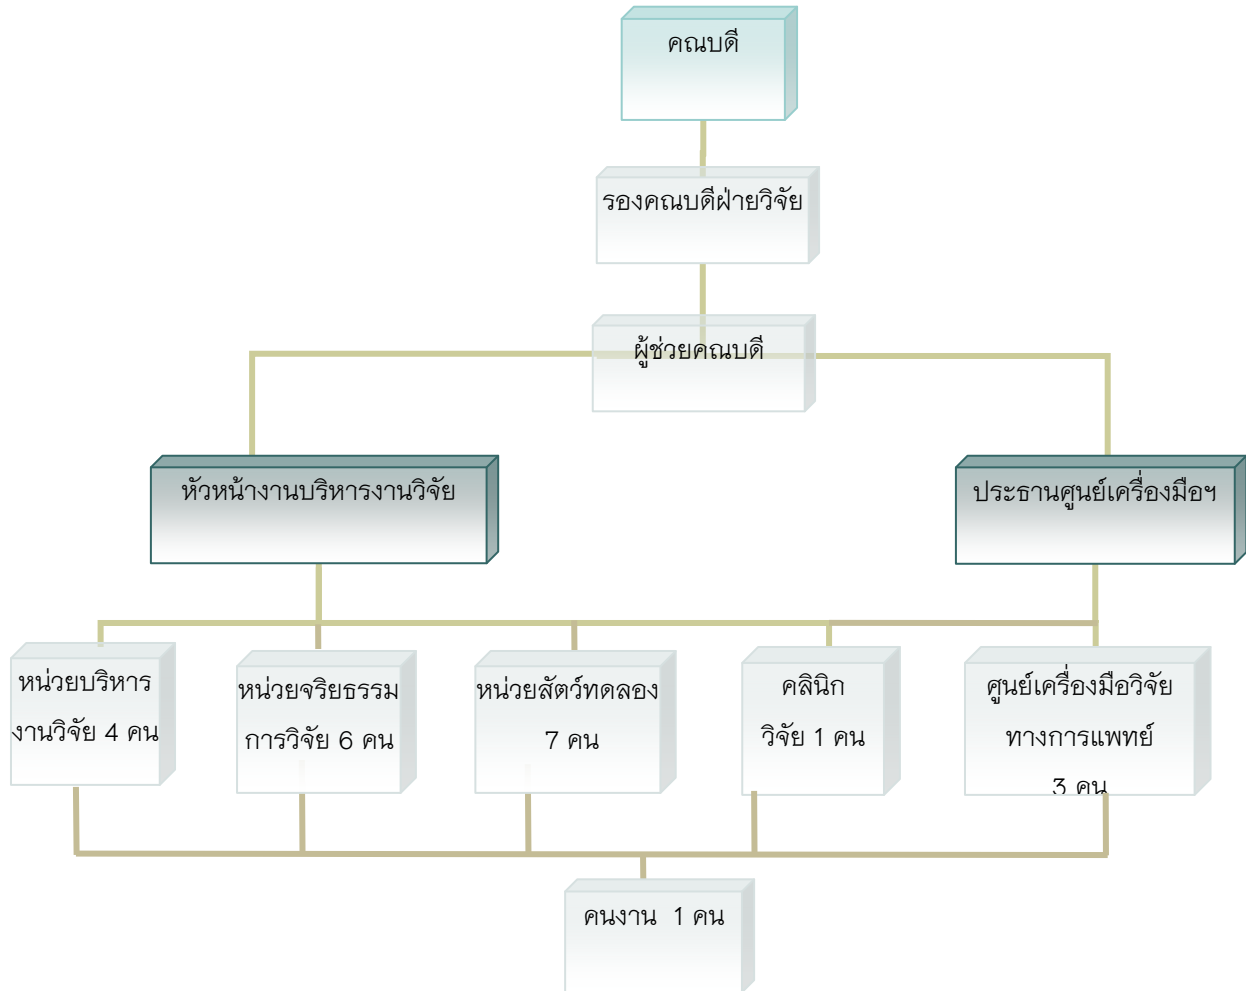 คณบดี
รองคณบดีฝ่ายวิจัย
ผู้ช่วยคณบดี
หัวหน้างานบริหารงานวิจัย
ประธานศูนย์เครื่องมือฯ
หน่วยบริหาร
งานวิจัย 4 คน
หน่วยจริยธรรม
การวิจัย 6 คน
หน่วยสัตว์ทดลอง
7 คน
คลินิก
วิจัย 1 คน
ศูนย์เครื่องมือวิจัย
ทางการแพทย์
3 คน
คนงาน 1 คน